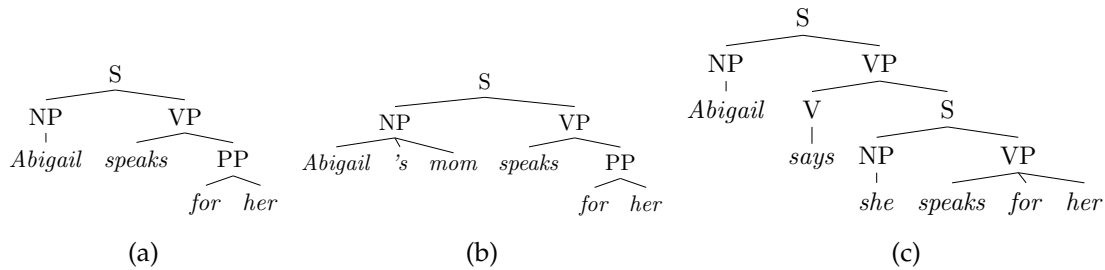 S
NP VP
Abigail speaks PP
for her
(a)
S
NP VP
Abigail 's mom speaks PP
for her
(b)
S
NP VP
Abigail V S
says NP VP
she speaks for her
(c)